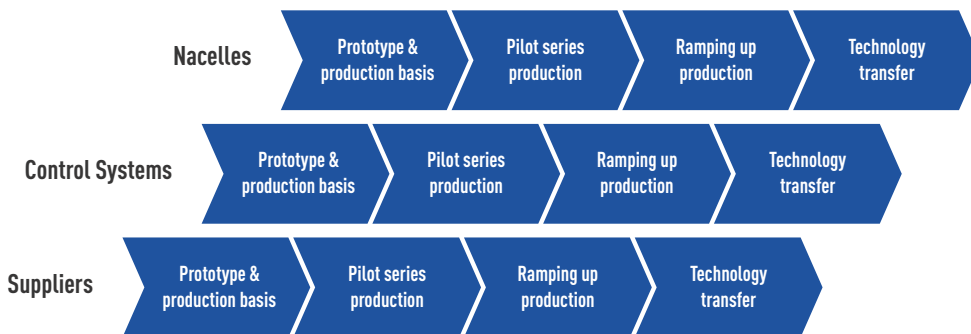 Nacelles
Prototype &
production basis
Pilot series
production
Ramping up
production
Technology
transfer
Control Systems
Prototype &
production basis
Pilot series
production
Ramping up
production
Technology
transfer
Suppliers
Prototype &
production basis
Pilot series
production
Ramping up
production
Technology
transfer